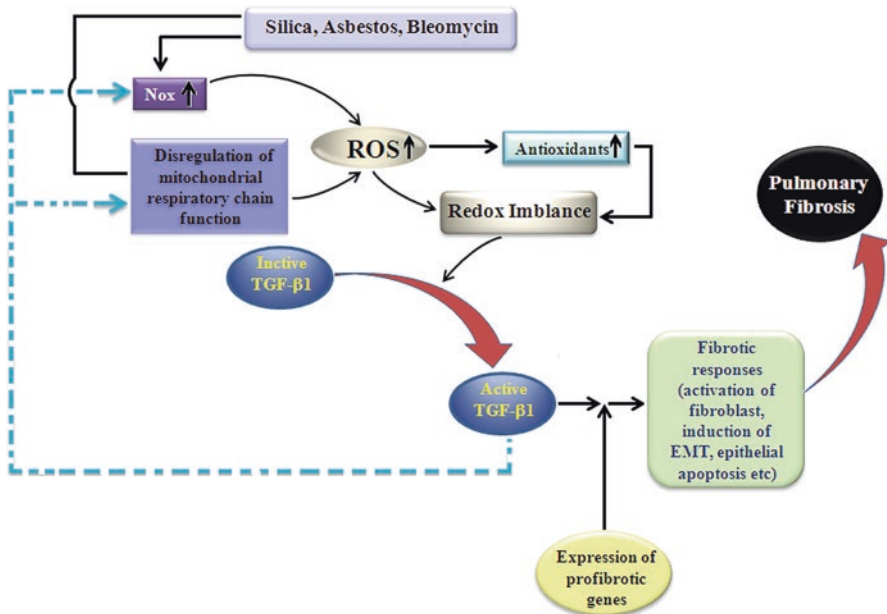 Silica, Asbestos, Bleomycin
Nox
Disregulation of
mitochondrial
respiratory chain
function
ROS
Antioxidants
Redox Imblance
Pulmonary
Fibrosis
Inctive
TGF-β1
Active
TGF-β1
Fibrotic
responses
(activation of
fibroblast,
induction of
EMT, epithelial
apoptosis etc)
Expression of
profibrotic
genes